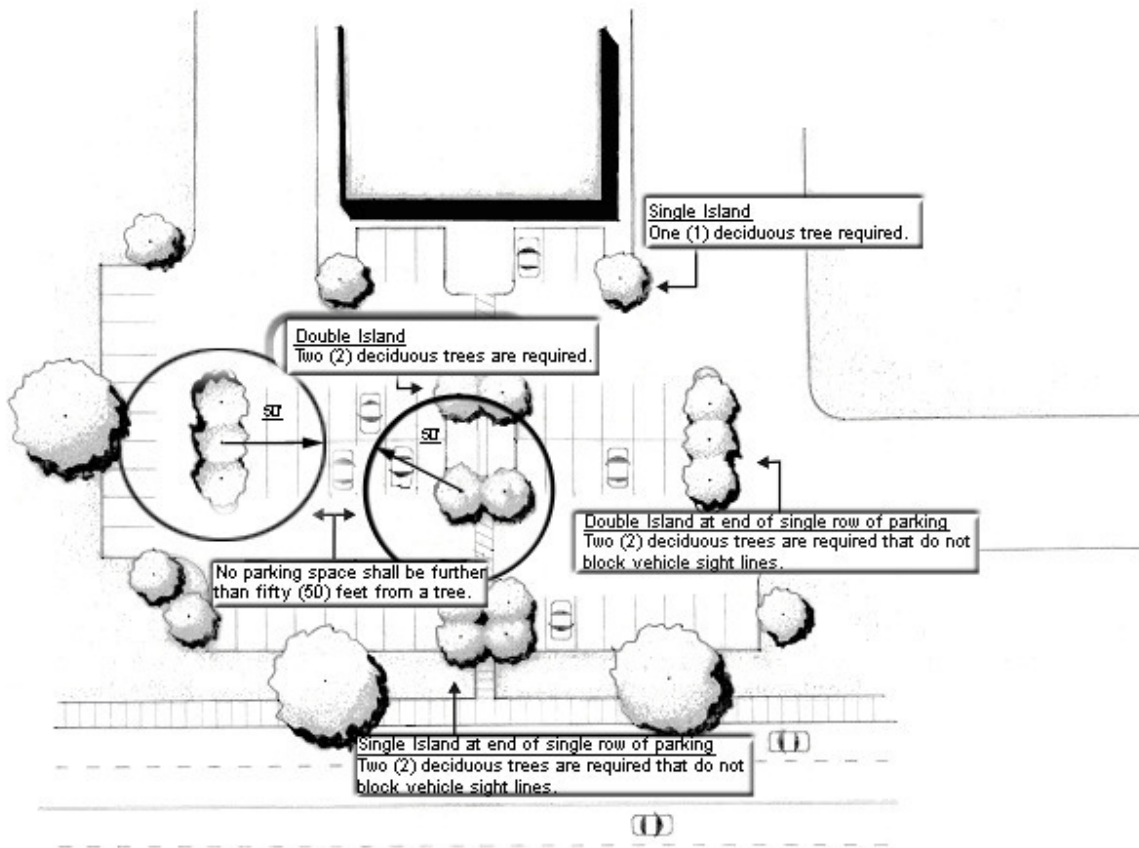 Single Island
One (1) deciduous tree required.
Double Island
Two (2) deciduous trees are required.
50'
50'
Double Island at end of single row of parking
Two (2) deciduous trees are required that do not
block vehicle sight lines.
No parking space shall be further
than fifty (50) feet from a tree.
Single Island at end of single row of parking
Two (2) deciduous trees are required that do not
block vehicle sight lines.